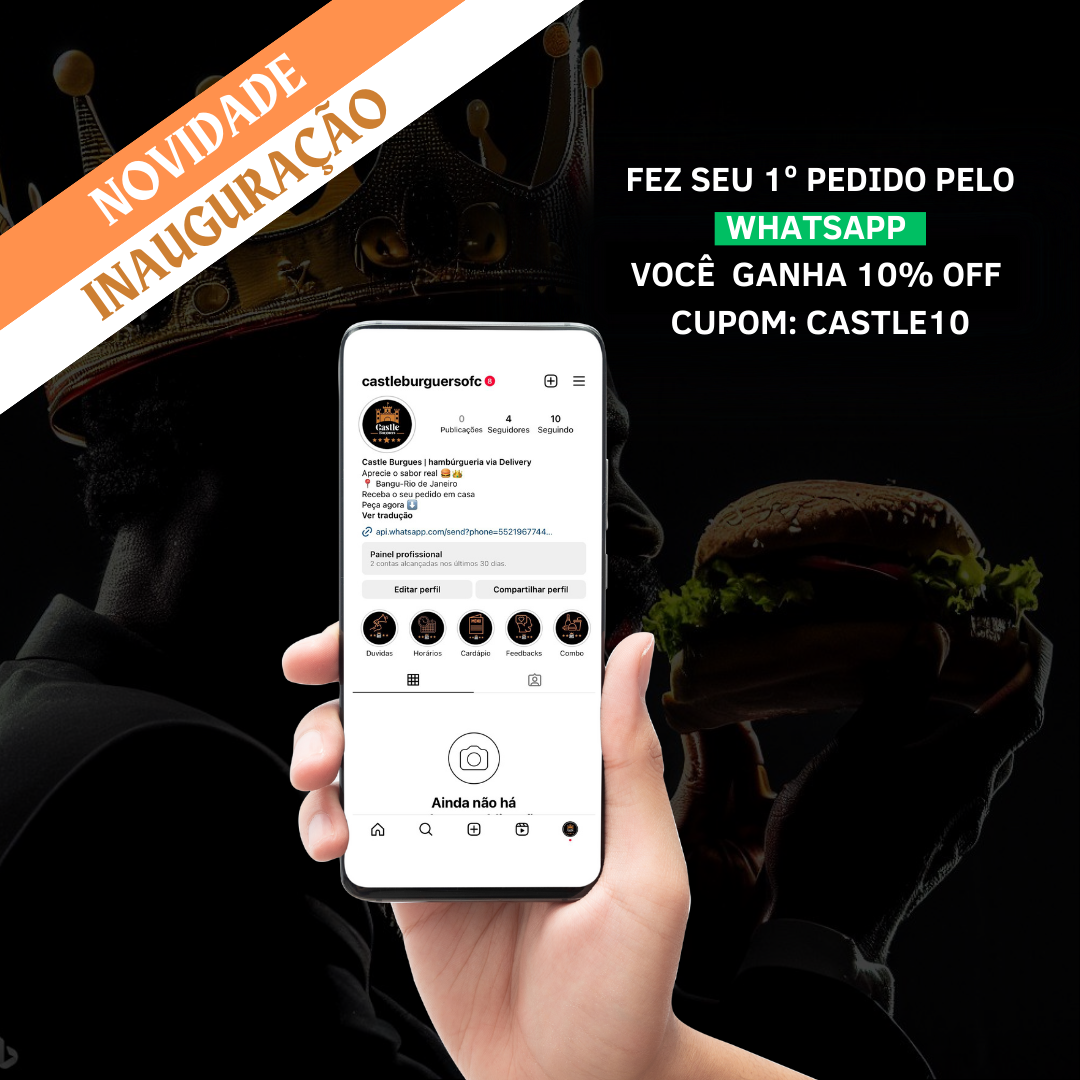 NOVIDADE
INAUGURAÇÃO
FEZ SEU 1º PEDIDO PELO
WHATSAPP
VOCÊ GANHA 10% OFF
CUPOM: CASTLE10
castleburguersofc 6
Castle
0 4 10
Publicações Seguidores Seguindo
Castle Burgues | hambúrgueria via Delivery
Aprecie o sabor real 🍔👑
📍 Bangu-Rio de Janeiro
Receba o seu pedido em casa
Peça agora ⬇️
Ver tradução
api.whatsapp.com/send?phone=5521967744...
Painel profissional
2 contas alcançadas nos últimos 30 dias.
Editar perfil Compartilhar perfil
MENU
Duvidas Horários Cardápio Feedbacks Combo
Ainda não há